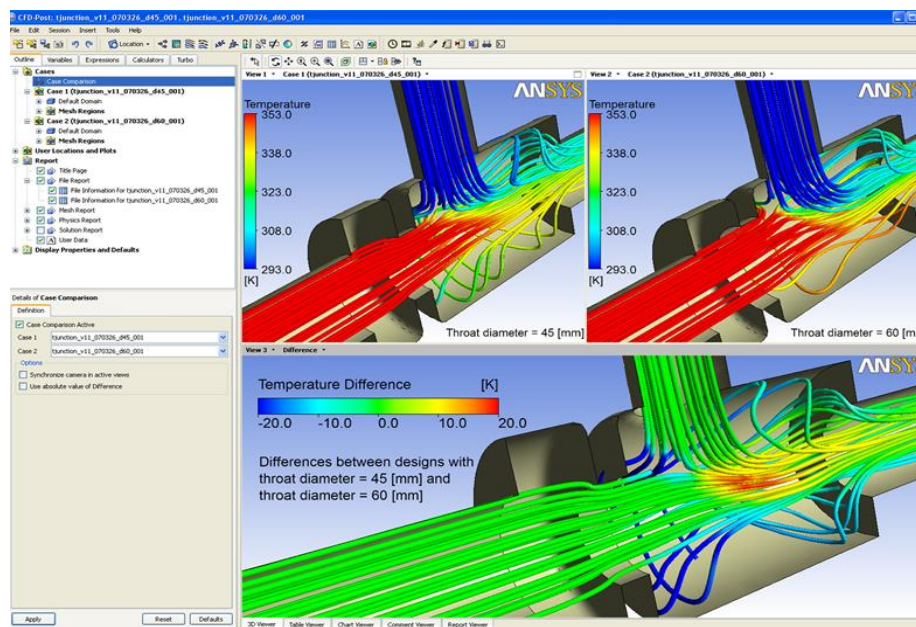 CFD-Post: tjunction_v11_070326_d45_001, tjunction_v11_070326_d60_001
File Edit Session Insert Tools Help
Location
Outline Variables Expressions Calculators Turbo
Cases
Case Comparison
Case 1 (tjunction_v11_070326_d45_001)
Default Domain
Mesh Regions
Case 2 (tjunction_v11_070326_d60_001)
Default Domain
Mesh Regions
User Locations and Plots
Report
Title Page
File Report
File Information for tjunction_v11_070326_d45_001
File Information for tjunction_v11_070326_d60_001
Mesh Report
Physics Report
Solution Report
User Data
Display Properties and Defaults
Details of Case Comparison
Definition
Case Comparison Active
Case 1 tjunction_v11_070326_d45_001
Case 2 tjunction_v11_070326_d60_001
Options
Synchronize camera in active views
Use absolute value of Difference
Apply Reset Defaults
View 1 Case 1 (tjunction_v11_070326_d45_001)
ANSYS
Temperature
353.0
338.0
323.0
308.0
293.0
[K]
Throat diameter = 45 [mm]
View 2 Case 2 (tjunction_v11_070326_d60_001)
ANSYS
Temperature
353.0
338.0
323.0
308.0
293.0
[K]
Throat diameter = 60 [mm]
View 3 Difference
ANSYS
Temperature Difference [K]
-20.0 -10.0 0.0 10.0 20.0
Differences between designs with
throat diameter = 45 [mm] and
throat diameter = 60 [mm]
3D Viewer Table Viewer Chart Viewer Comment Viewer Report Viewer